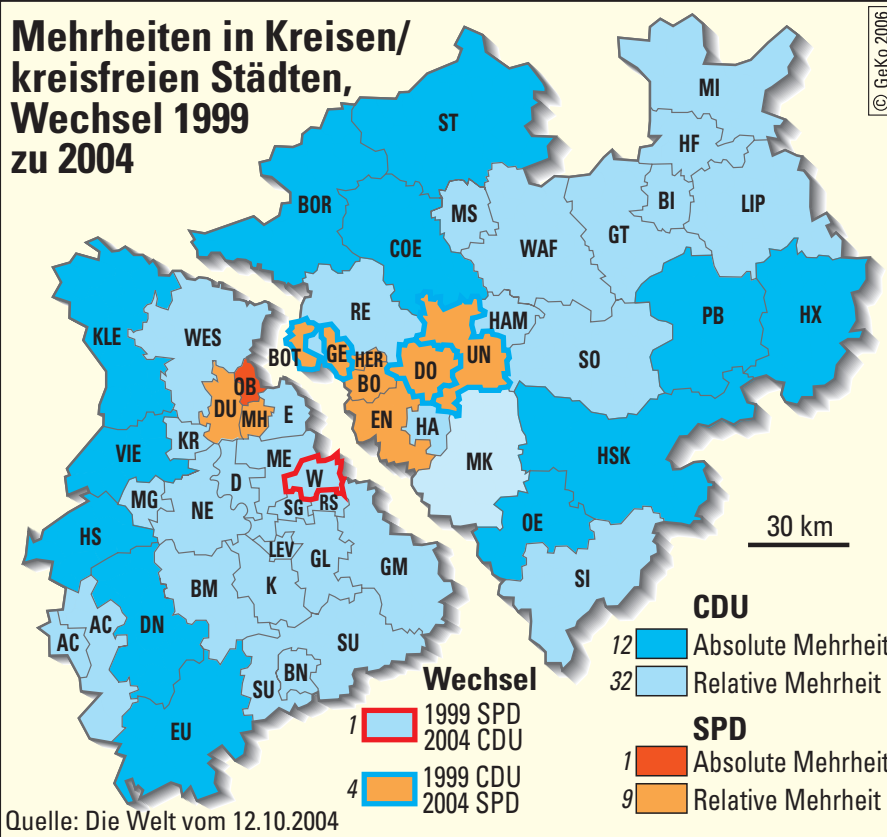 Mehrheiten in Kreisen/
kreisfreien Städten,
Wechsel 1999
zu 2004
© GeKo 2006
MI
ST
HF
BOR
MS
BI
LIP
WAF
GT
COE
RE
HAM
PB
HX
KLE
WES
BOT
GE
HER
DO
UN
SO
OB
BO
DU
MH
E
EN
HA
KR
VIE
ME
MK
HSK
D
W
MG
NE
SG
RS
OE
HS
30 km
LEV
GL
GM
BM
K
SI
AC
DN
AC
SU
BN
SU
EU
CDU
12 Absolute Mehrheit
32 Relative Mehrheit
SPD
1 Absolute Mehrheit
9 Relative Mehrheit
Wechsel
1 1999 SPD
2004 CDU
4 1999 CDU
2004 SPD
Quelle: Die Welt vom 12.10.2004